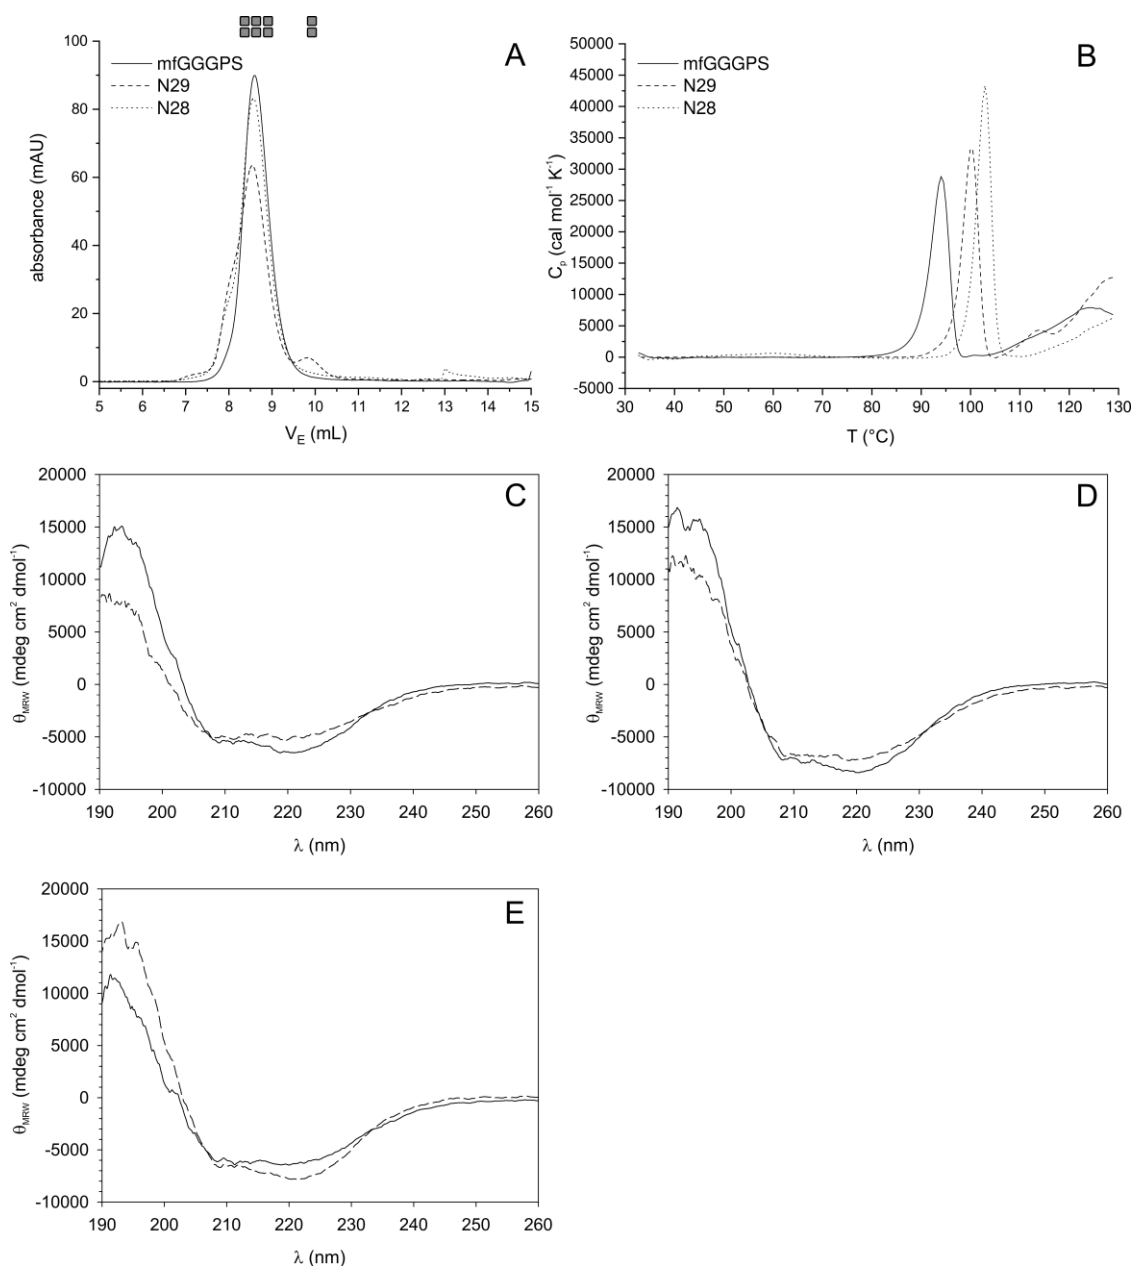 A
mfGGGPS
N29
N28
100
80
60
40
20
0
absorbance (mAU)
5 6 7 8 9 10 11 12 13 14 15
V_E (mL)
B
mfGGGPS
N29
N28
50000
45000
40000
35000
30000
25000
20000
15000
10000
5000
0
-5000
C_p (cal mol⁻¹ K⁻¹)
30 40 50 60 70 80 90 100 110 120 130
T (°C)
C
20000
15000
10000
5000
0
-5000
-10000
θ_MRW (mdeg cm² dmol⁻¹)
190 200 210 220 230 240 250 260
λ (nm)
D
20000
15000
10000
5000
0
-5000
-10000
θ_MRW (mdeg cm² dmol⁻¹)
190 200 210 220 230 240 250 260
λ (nm)
E
20000
15000
10000
5000
0
-5000
-10000
θ_MRW (mdeg cm² dmol⁻¹)
190 200 210 220 230 240 250 260
λ (nm)